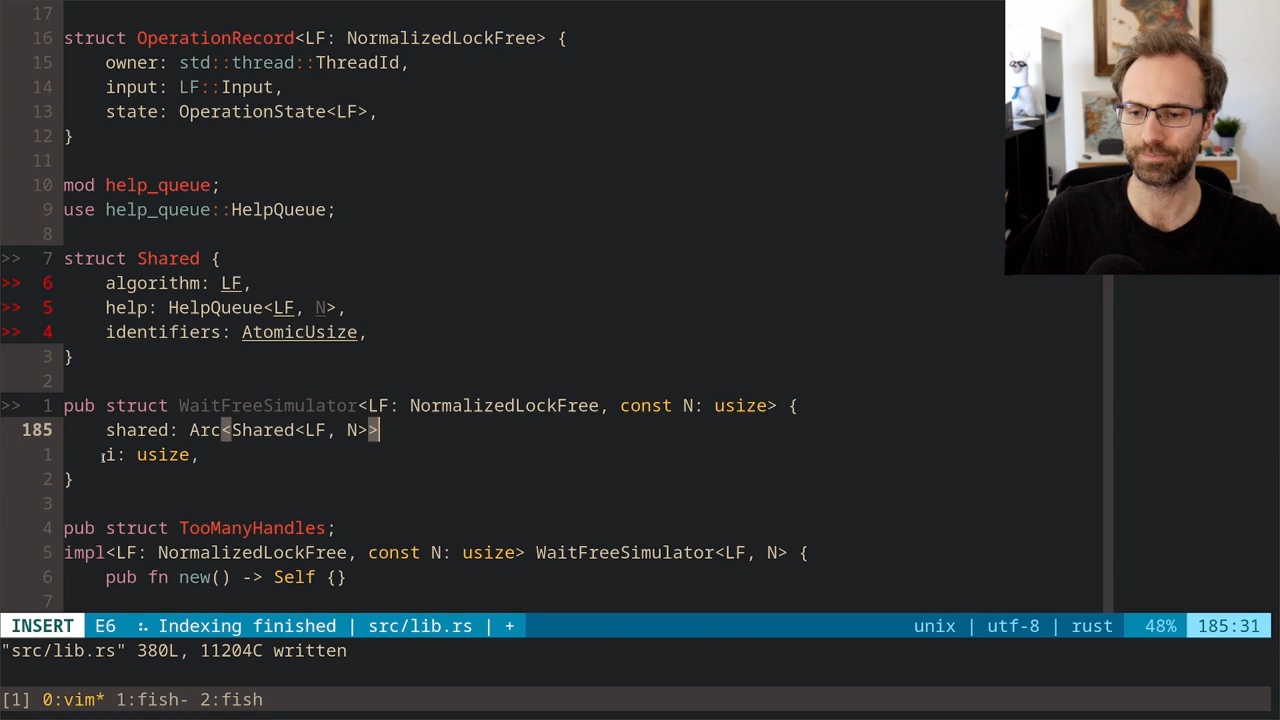 17
16 struct OperationRecord<LF: NormalizedLockFree> {
15     owner: std::thread::ThreadId,
14     input: LF::Input,
13     state: OperationState<LF>,
12 }
11
10 mod help_queue;
9 use help_queue::HelpQueue;
8
>> 7 struct Shared {
>> 6     algorithm: LF,
>> 5     help: HelpQueue<LF, N>,
>> 4     identifiers: AtomicUsize,
3 }
2
>> 1 pub struct WaitFreeSimulator<LF: NormalizedLockFree, const N: usize> {
185     shared: Arc<Shared<LF, N>>
1     i: usize,
2 }
3
4 pub struct TooManyHandles;
5 impl<LF: NormalizedLockFree, const N: usize> WaitFreeSimulator<LF, N> {
6     pub fn new() -> Self {}
7
INSERT E6 ⡂ Indexing finished | src/lib.rs | + unix | utf-8 | rust 48% 185:31
"src/lib.rs" 380L, 11204C written
[1] 0:vim* 1:fish- 2:fish